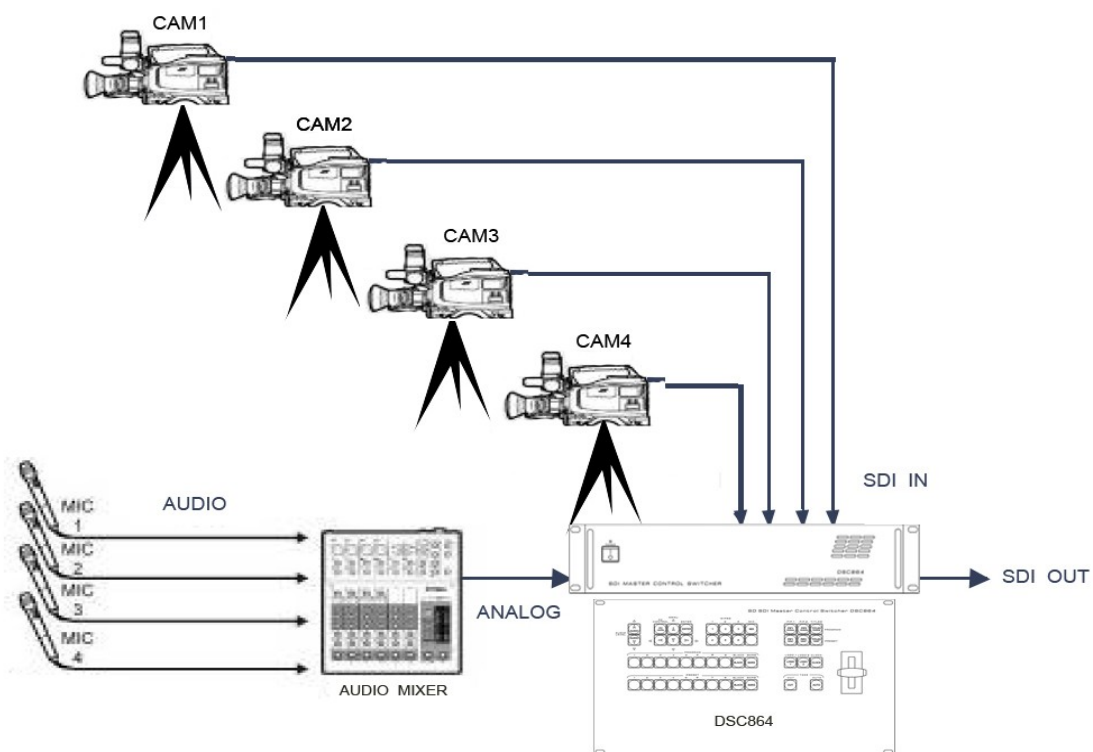 CAM1
CAM2
CAM3
CAM4
SDI IN
AUDIO
MIC
1
MIC
2
MIC
3
MIC
4
ANALOG
AUDIO MIXER
DSC864
SDI MASTER CONTROL SWITCHER
SDI OUT
SD SDI Master Control Switcher DSC864
DSC864